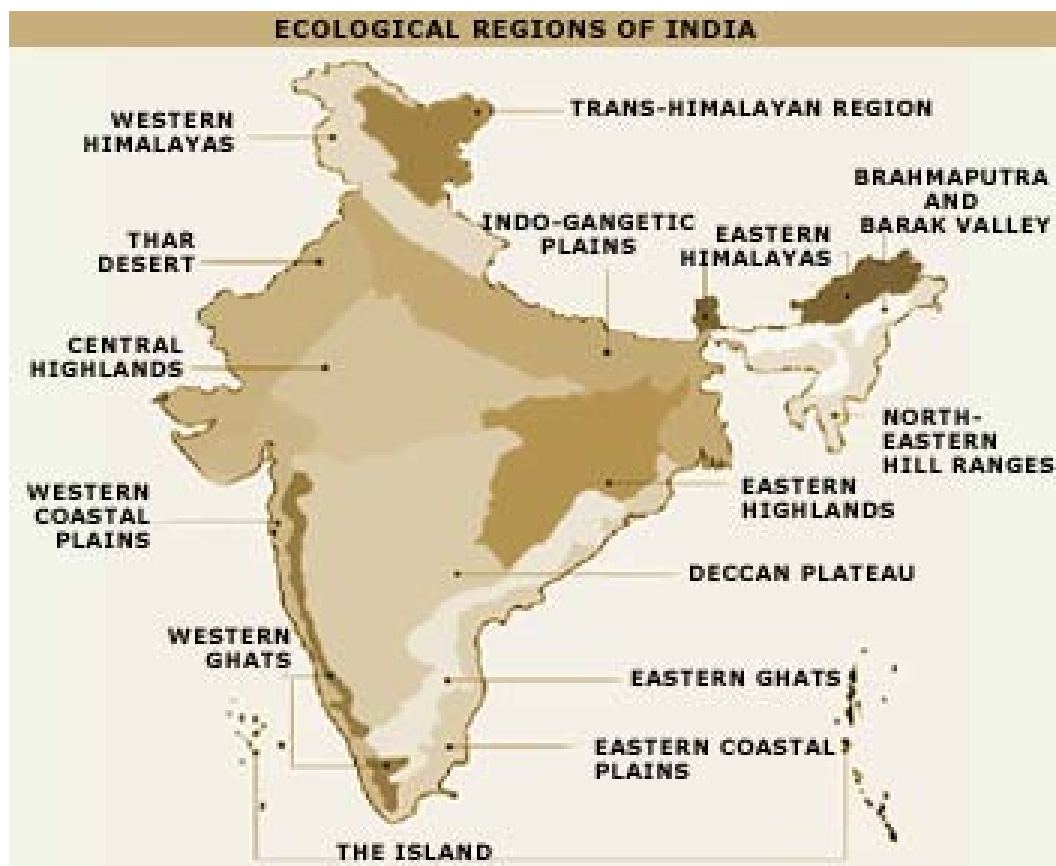 ECOLOGICAL REGIONS OF INDIA
TRANS-HIMALAYAN REGION
WESTERN
HIMALAYAS
BRAHMAPUTRA
AND
BARAK VALLEY
INDO-GANGETIC
PLAINS
EASTERN
HIMALAYAS
THAR
DESERT
CENTRAL
HIGHLANDS
NORTH-
EASTERN
HILL RANGES
WESTERN
COASTAL
PLAINS
EASTERN
HIGHLANDS
DECCAN PLATEAU
WESTERN
GHATS
EASTERN GHATS
EASTERN COASTAL
PLAINS
THE ISLAND